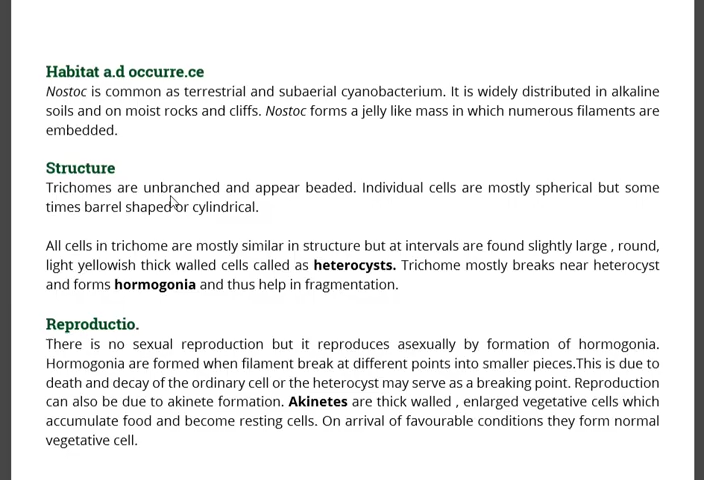 Habitat a.d occurre.ce
Nostoc is common as terrestrial and subaerial cyanobacterium. It is widely distributed in alkaline
soils and on moist rocks and cliffs. Nostoc forms a jelly like mass in which numerous filaments are
embedded.
Structure
Trichomes are unbranched and appear beaded. Individual cells are mostly spherical but some
times barrel shaped or cylindrical.
All cells in trichome are mostly similar in structure but at intervals are found slightly large , round,
light yellowish thick walled cells called as heterocysts. Trichome mostly breaks near heterocyst
and forms hormogonia and thus help in fragmentation.
Reproductio.
There is no sexual reproduction but it reproduces asexually by formation of hormogonia.
Hormogonia are formed when filament break at different points into smaller pieces.This is due to
death and decay of the ordinary cell or the heterocyst may serve as a breaking point. Reproduction
can also be due to akinete formation. Akinetes are thick walled , enlarged vegetative cells which
accumulate food and become resting cells. On arrival of favourable conditions they form normal
vegetative cell.